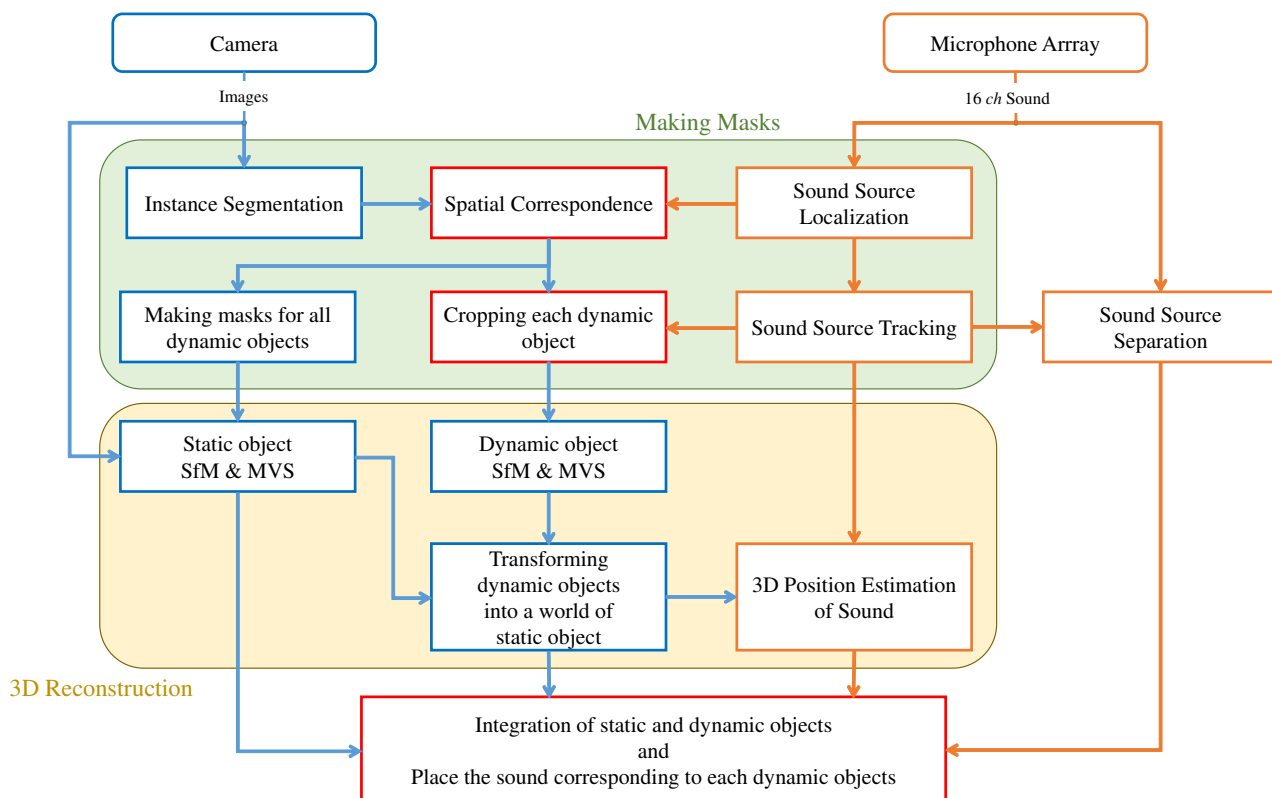 Camera
Microphone Arrray
Images
16 ch Sound
Making Masks
Instance Segmentation
Spatial Correspondence
Sound Source
Localization
Making masks for all
dynamic objects
Cropping each dynamic
object
Sound Source Tracking
Sound Source
Separation
Static object
SfM & MVS
Dynamic object
SfM & MVS
Transforming
dynamic objects
into a world of
static object
3D Position Estimation
of Sound
3D Reconstruction
Integration of static and dynamic objects
and
Place the sound corresponding to each dynamic objects